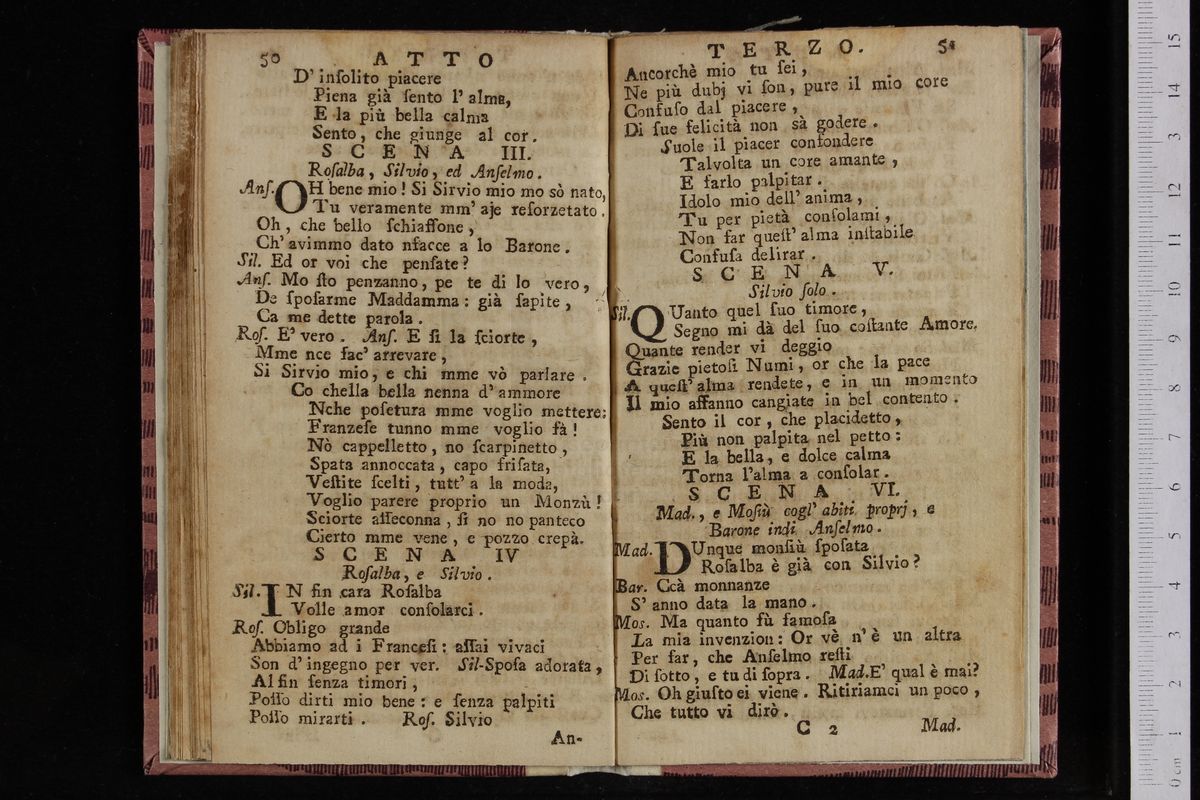 50 ATTO
D' inſolito piacere
Piena già ſento l' alma,
E la più bella calma
Sento, che giunge al cor.
SCENA III.
Roſalba, Silvio, ed Anſelmo.
Anſ. OH bene mio! Si Sirvio mio mo sò nato,
Tu veramente mm' aje reſorzetato.
Oh, che bello ſchiaffone,
Ch' avimmo dato nfacce a lo Barone.
Sil. Ed or voi che penſate?
Anſ. Mo ſto penzanno, pe te di lo vero,
De ſpoſarme Maddamma: già ſapite,
Ca me dette parola.
Roſ. E' vero. Anſ. E ſi la ſciorte,
Mme nce fac' arrevare,
Si Sirvio mio, e chi mme vò parlare.
Co chella bella nenna d' ammore
Nche poſetura mme voglio mettere;
Franzeſe tunno mme voglio fà!
Nò cappelletto, no ſcarpinetto,
Spata annoccata, capo friſata,
Veſtite ſcelti, tutt' a la moda,
Voglio parere proprio un Monzù!
Sciorte aſſeconna, ſi no no panteco
Cierto mme vene, e pozzo crepà.
SCENA IV
Roſalba, e Silvio.
Sil. IN fin cara Roſalba
Volle amor conſolarci.
Roſ. Obligo grande
Abbiamo ad i Franceſi: aſſai vivaci
Son d' ingegno per ver. Sil-Spoſa adorata,
Al fin ſenza timori,
Poſſo dirti mio bene: e ſenza palpiti
Poſſo mirarti. Roſ. Silvio
An-
TERZO. 51
Ancorchè mio tu ſei,
Ne più dubj vi ſon, pure il mio core
Confuſo dal piacere,
Di ſue felicità non sà godere.
Suole il piacer confondere
Talvolta un core amante,
E farlo palpitar.
Idolo mio dell' anima,
Tu per pietà conſolami,
Non far queſt' alma inſtabile
Confuſa delirar.
SCENA V.
Silvio ſolo.
Sil. QUanto quel ſuo timore,
Segno mi dà del ſuo coſtante Amore.
Quante render vi deggio
Grazie pietoſi Numi, or che la pace
A queſt' alma rendete, e in un momento
Il mio affanno cangiate in bel contento.
Sento il cor, che placidetto,
Più non palpita nel petto:
E la bella, e dolce calma
Torna l'alma a conſolar.
SCENA VI.
Mad., e Moſiù cogl' abiti proprj, e
Barone indi Anſelmo.
Mad. DUnque monſiù ſpoſata
Roſalba è già con Silvio?
Bar. Ccà monnanze
S' anno data la mano.
Mos. Ma quanto fù famoſa
La mia invenzion: Or vè n' è un altra
Per far, che Anſelmo reſti
Di ſotto, e tu di ſopra. Mad.E' qual è mai?
Mos. Oh giuſto ei viene. Ritiriamci un poco,
Che tutto vi dirò.
C 2 Mad.
0 cm 1 2 3 4 5 6 7 8 9 10 11 12 13 14 15